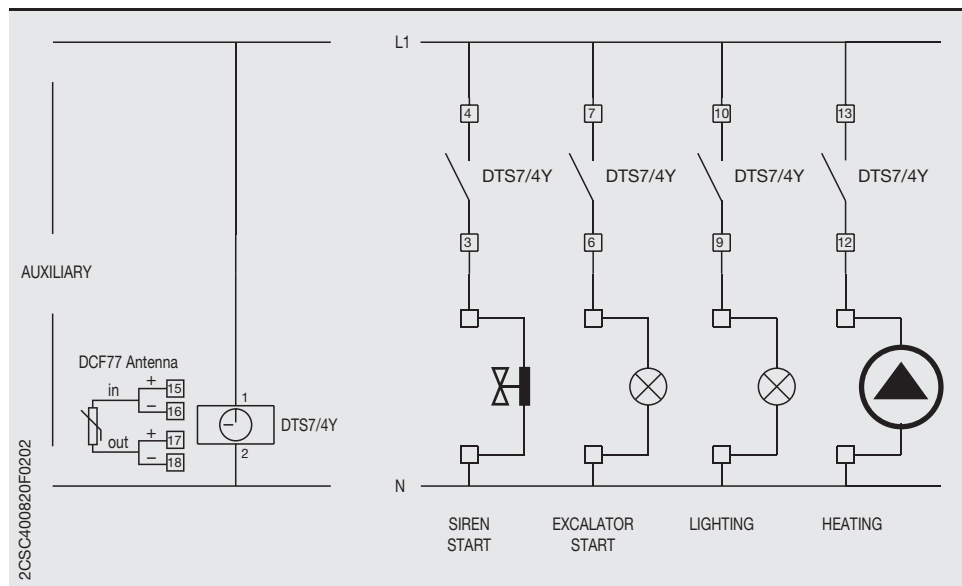 L1
4
7
10
13
DTS7/4Y
DTS7/4Y
DTS7/4Y
DTS7/4Y
3
6
9
12
AUXILIARY
DCF77 Antenna
in
+
15
−
16
out
+
17
−
18
1
DTS7/4Y
2
N
SIREN
START
EXCALATOR
START
LIGHTING
HEATING
2CSC400820F0202